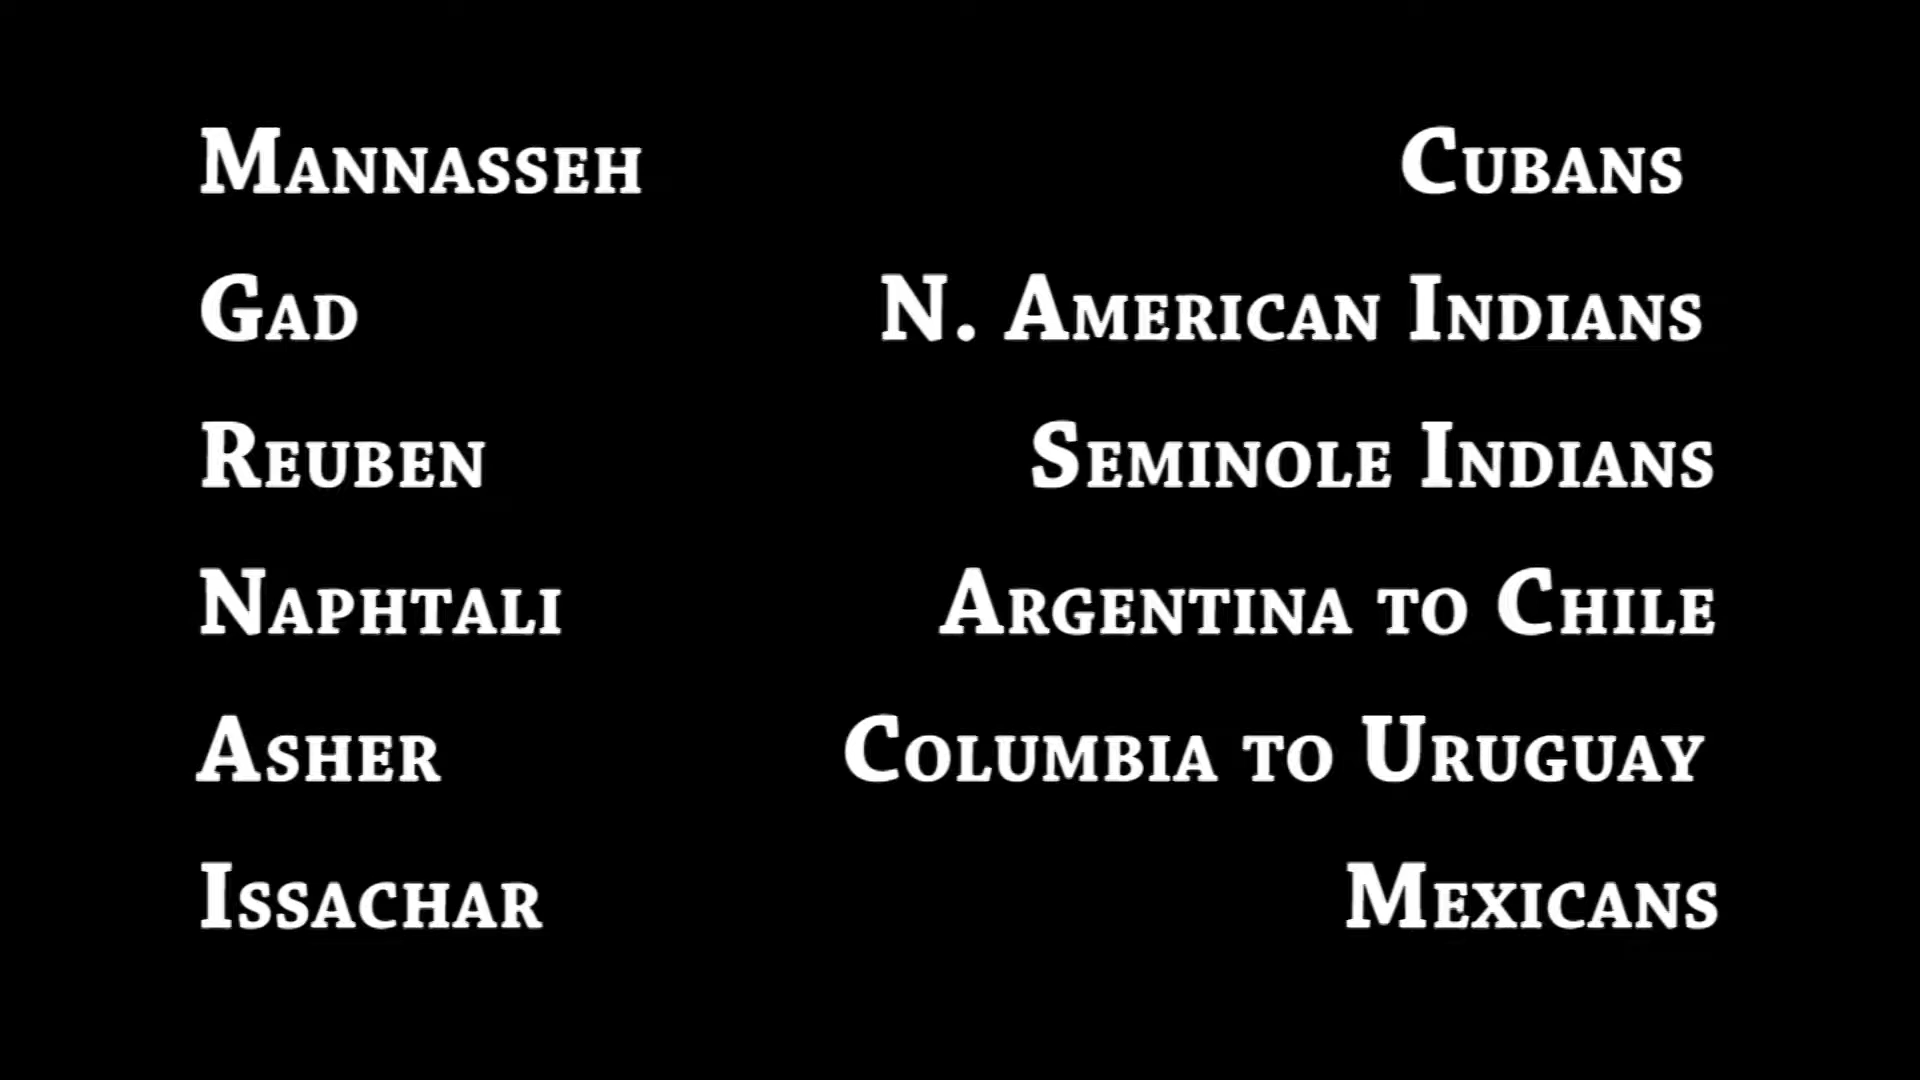 Mannasseh Cubans
Gad N. American Indians
Reuben Seminole Indians
Naphtali Argentina to Chile
Asher Columbia to Uruguay
Issachar Mexicans